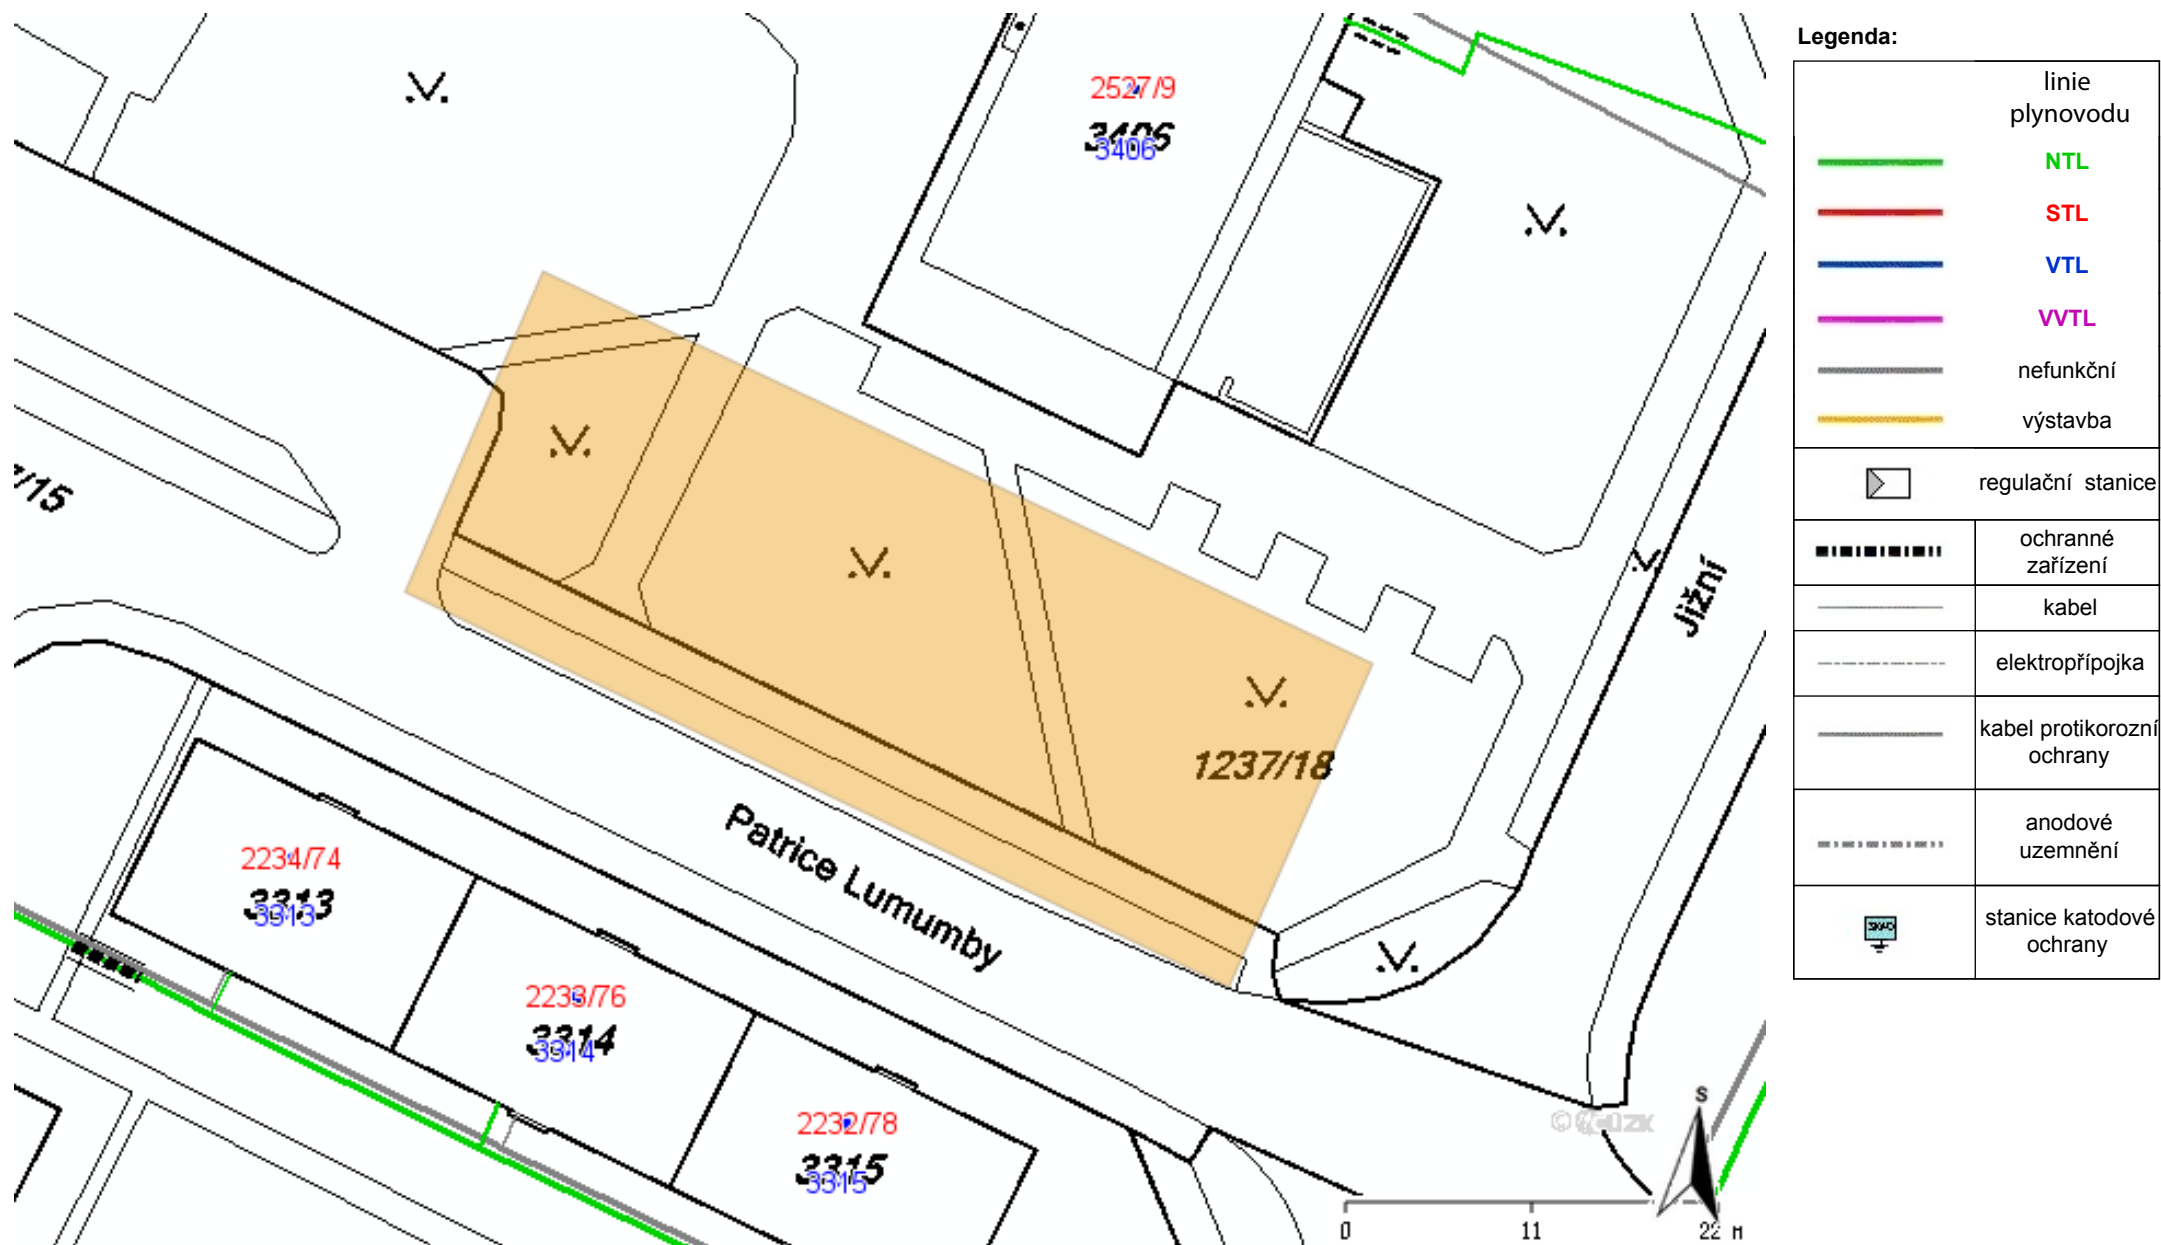 2527/9
3406
3406
7/15
Jižní
1237/18
Patrice Lumumby
2234/74
3313
3313
2233/76
3314
3314
2232/78
3315
3315
S
0 11 22 M
Legenda:
linie
plynovodu
NTL
STL
VTL
VVTL
nefunkční
výstavba
regulační stanice
ochranné
zařízení
kabel
elektropřípojka
kabel protikorozní
ochrany
anodové
uzemnění
stanice katodové
ochrany